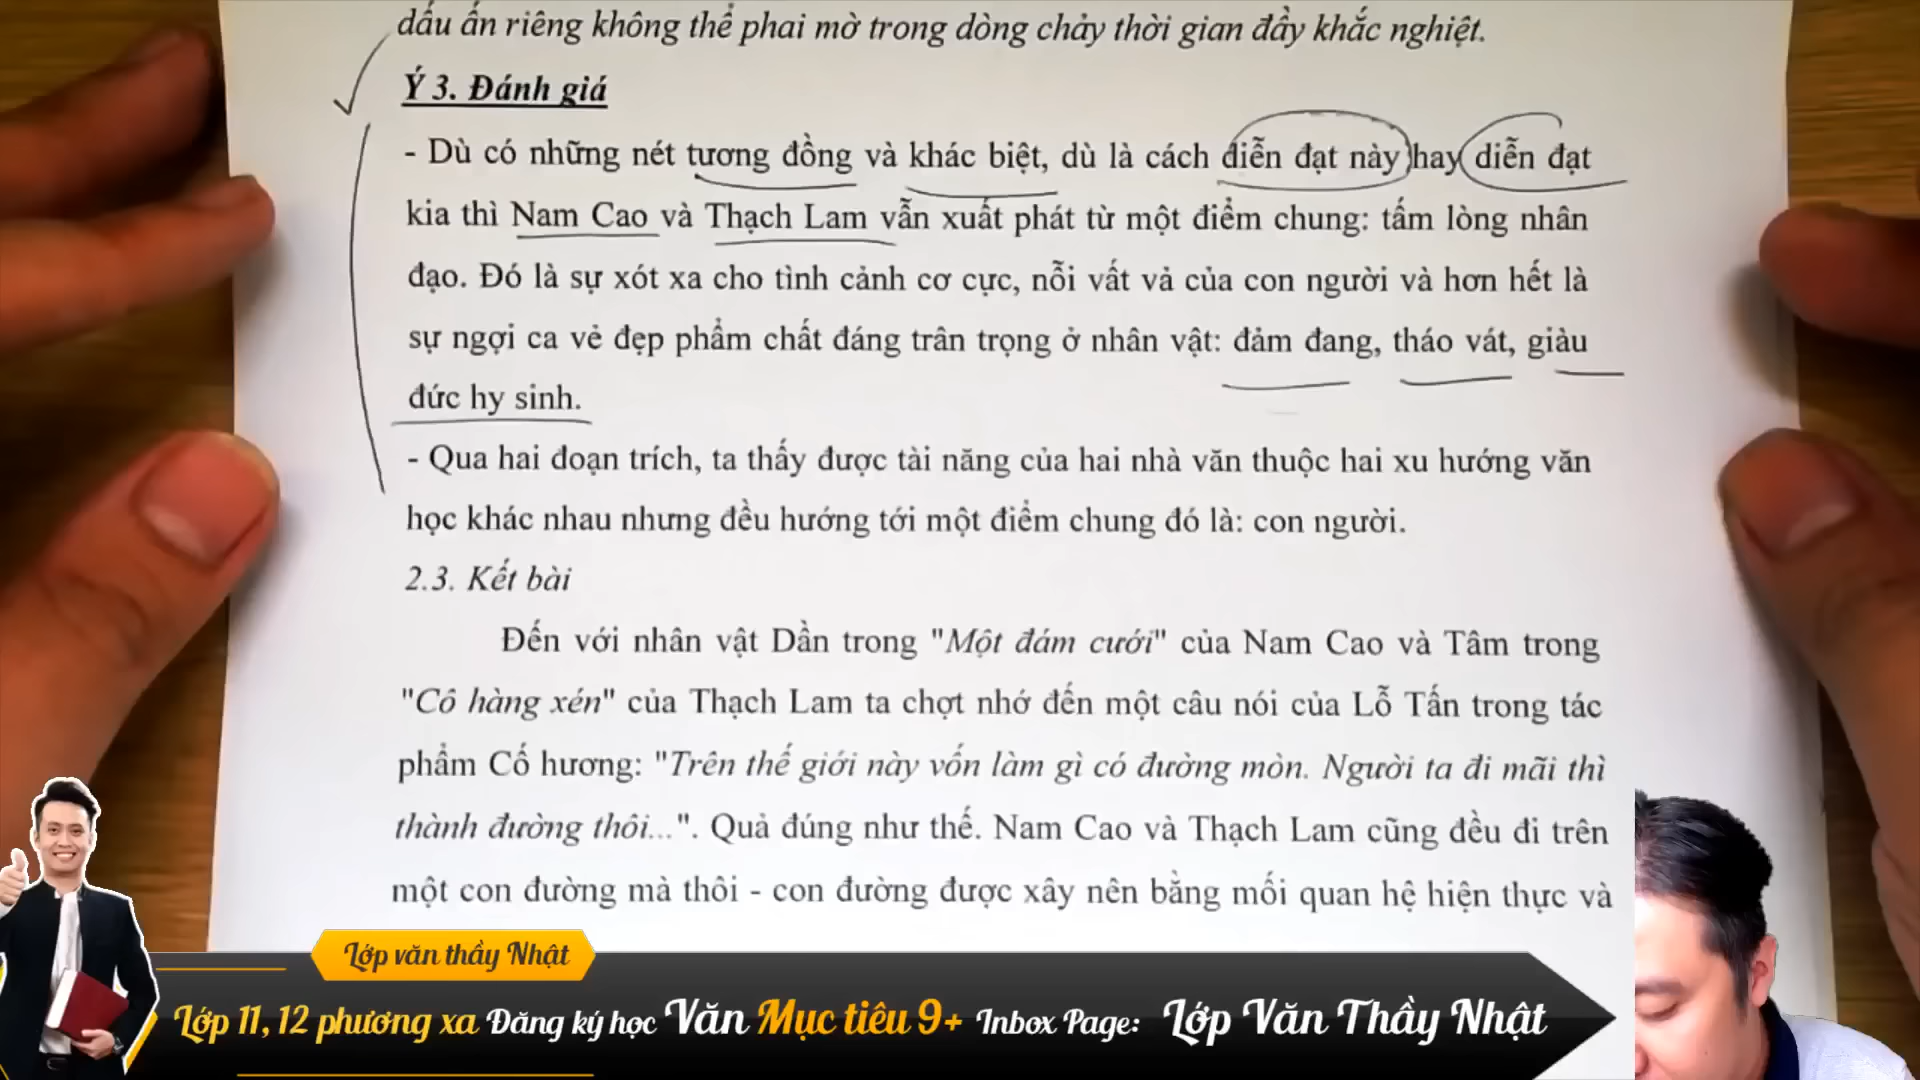 dấu ấn riêng không thể phai mờ trong dòng chảy thời gian đầy khắc nghiệt.
Ý 3. Đánh giá
- Dù có những nét tương đồng và khác biệt, dù là cách diễn đạt này hay diễn đạt
kia thì Nam Cao và Thạch Lam vẫn xuất phát từ một điểm chung: tấm lòng nhân
đạo. Đó là sự xót xa cho tình cảnh cơ cực, nỗi vất vả của con người và hơn hết là
sự ngợi ca vẻ đẹp phẩm chất đáng trân trọng ở nhân vật: đảm đang, tháo vát, giàu
đức hy sinh.
- Qua hai đoạn trích, ta thấy được tài năng của hai nhà văn thuộc hai xu hướng văn
học khác nhau nhưng đều hướng tới một điểm chung đó là: con người.
2.3. Kết bài
Đến với nhân vật Dần trong "Một đám cưới" của Nam Cao và Tâm trong
"Cô hàng xén" của Thạch Lam ta chợt nhớ đến một câu nói của Lỗ Tấn trong tác
phẩm Cố hương: "Trên thế giới này vốn làm gì có đường mòn. Người ta đi mãi thì
thành đường thôi...". Quả đúng như thế. Nam Cao và Thạch Lam cũng đều đi trên
một con đường mà thôi - con đường được xây nên bằng mối quan hệ hiện thực và
Lớp văn thầy Nhật
Lớp 11, 12 phương xa Đăng ký học Văn Mục tiêu 9+ Inbox Page: Lớp Văn Thầy Nhật